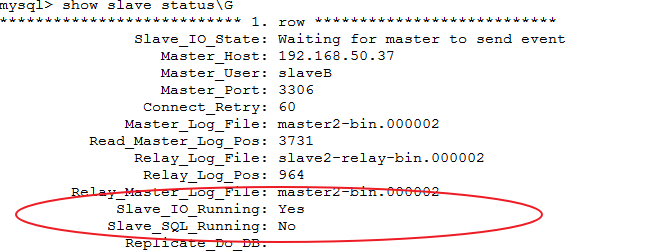 mysql> show slave status\G
*************************** 1. row ***************************
Slave_IO_State: Waiting for master to send event
Master_Host: 192.168.50.37
Master_User: slaveB
Master_Port: 3306
Connect_Retry: 60
Master_Log_File: master2-bin.000002
Read_Master_Log_Pos: 3731
Relay_Log_File: slave2-relay-bin.000002
Relay_Log_Pos: 964
Relay_Master_Log_File: master2-bin.000002
Slave_IO_Running: Yes
Slave_SQL_Running: No
Replicate_Do_DB: